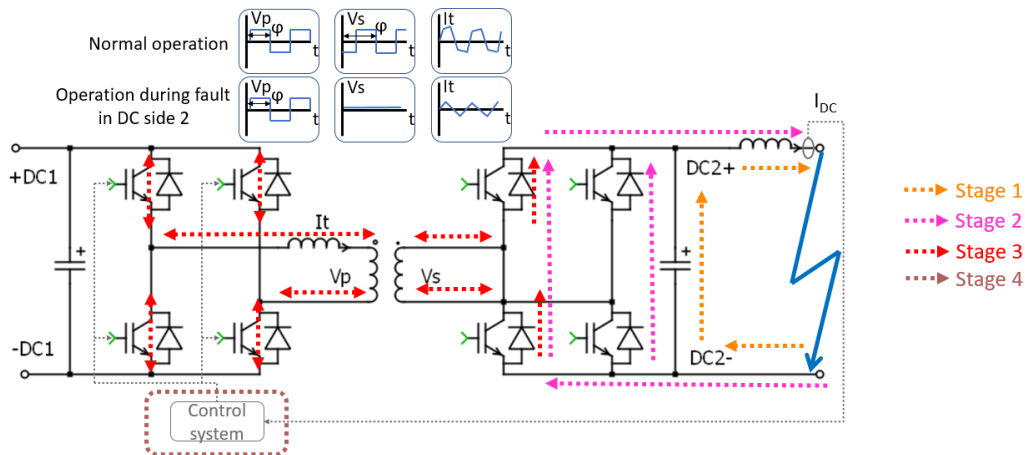 Normal operation
Vp φ t
Vs φ t
It t
Operation during fault
in DC side 2
Vp φ t
Vs t
It t
IDC
+DC1
DC2+
It
Vp
Vs
-DC1
DC2-
+
+
Control
system
Stage 1
Stage 2
Stage 3
Stage 4